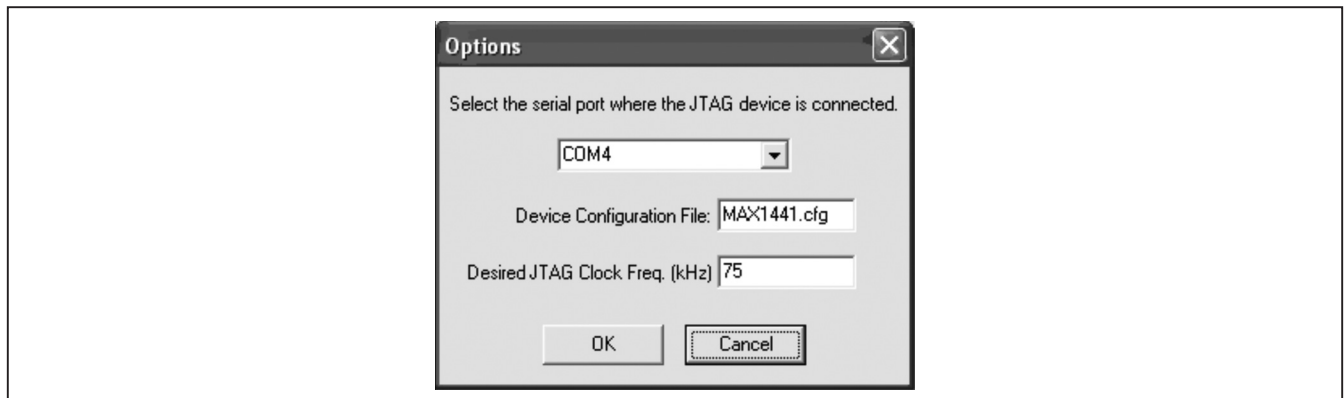 Options
Select the serial port where the JTAG device is connected.
COM4
Device Configuration File: MAX1441.cfg
Desired JTAG Clock Freq. (kHz) 75
OK Cancel